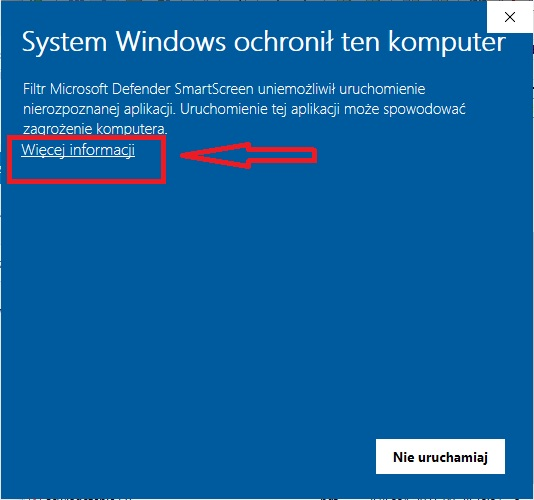 System Windows ochronił ten komputer
Filtr Microsoft Defender SmartScreen uniemożliwił uruchomienie
nierozpoznanej aplikacji. Uruchomienie tej aplikacji może spowodować
zagrożenie komputera.
Więcej informacji
Nie uruchamiaj